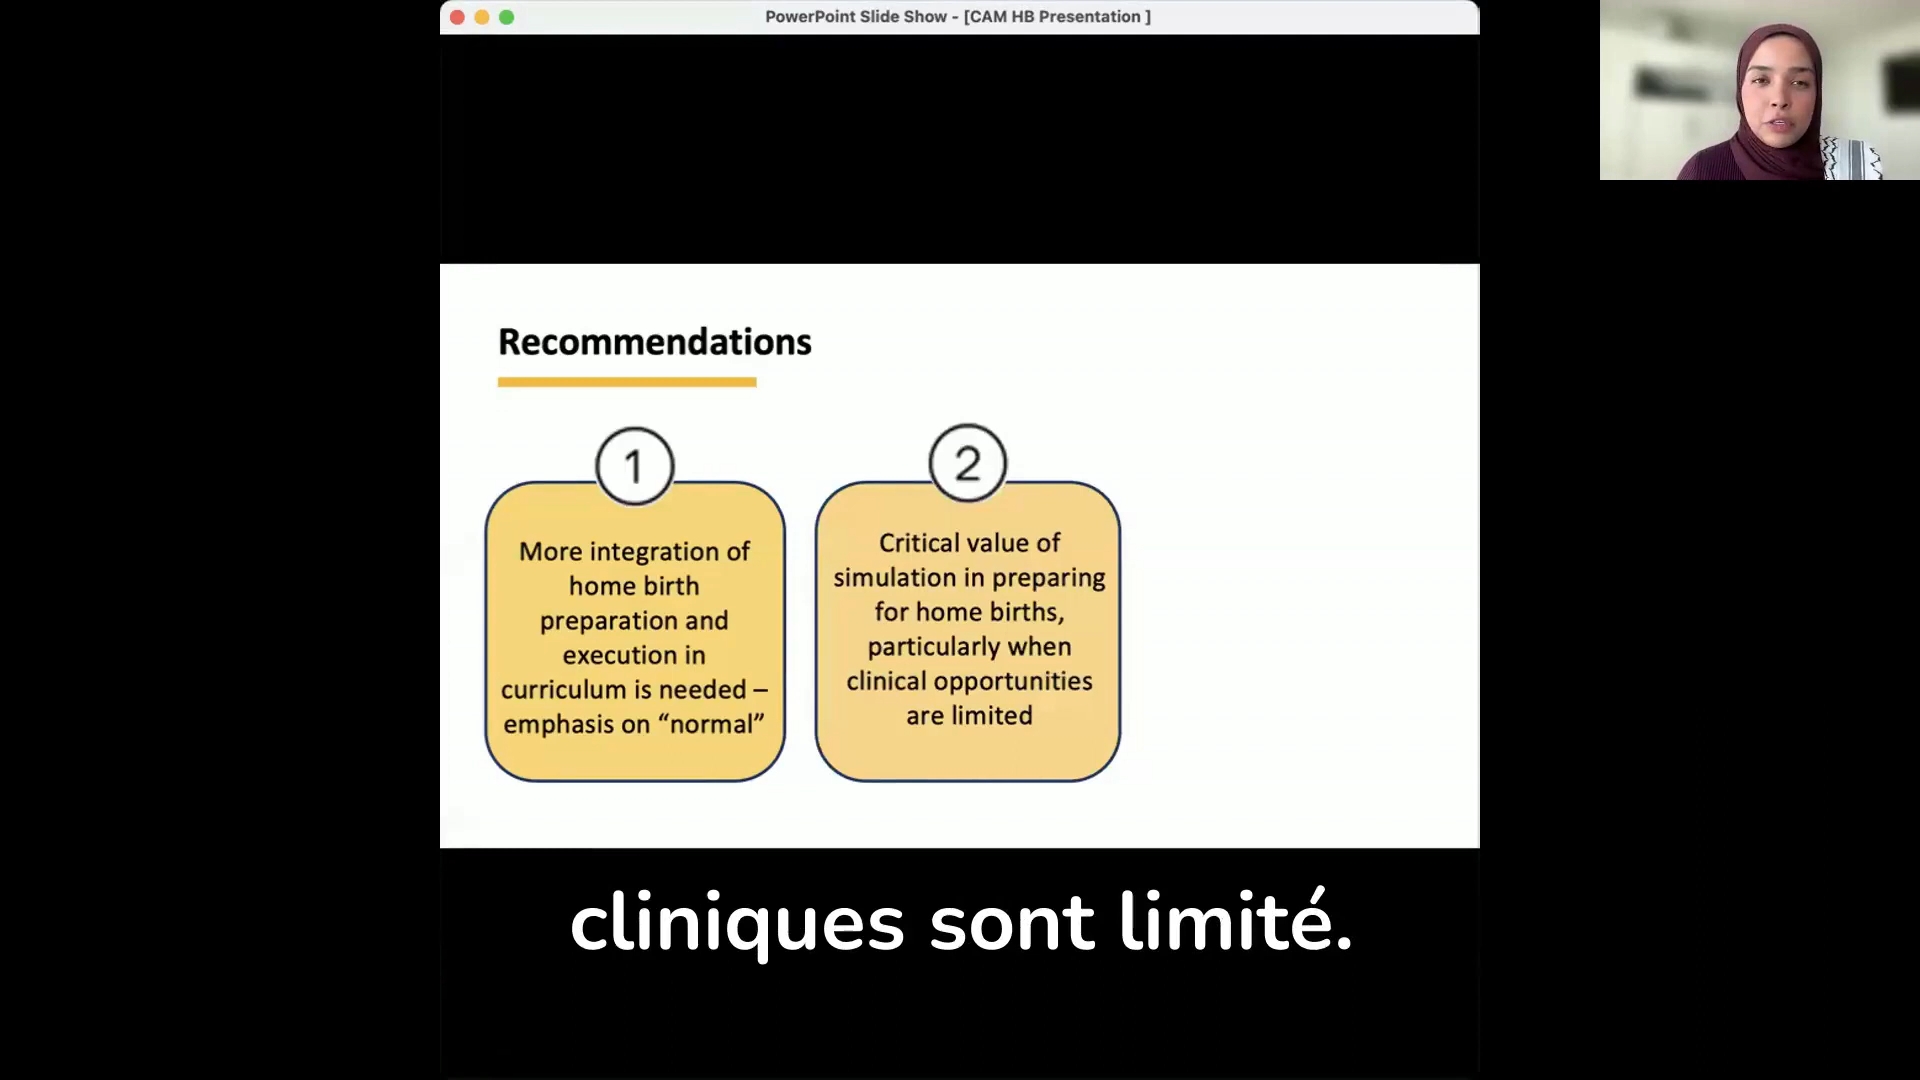 PowerPoint Slide Show - [CAM HB Presentation ]
Recommendations
1
More integration of
home birth
preparation and
execution in
curriculum is needed –
emphasis on “normal”
2
Critical value of
simulation in preparing
for home births,
particularly when
clinical opportunities
are limited
cliniques sont limité.